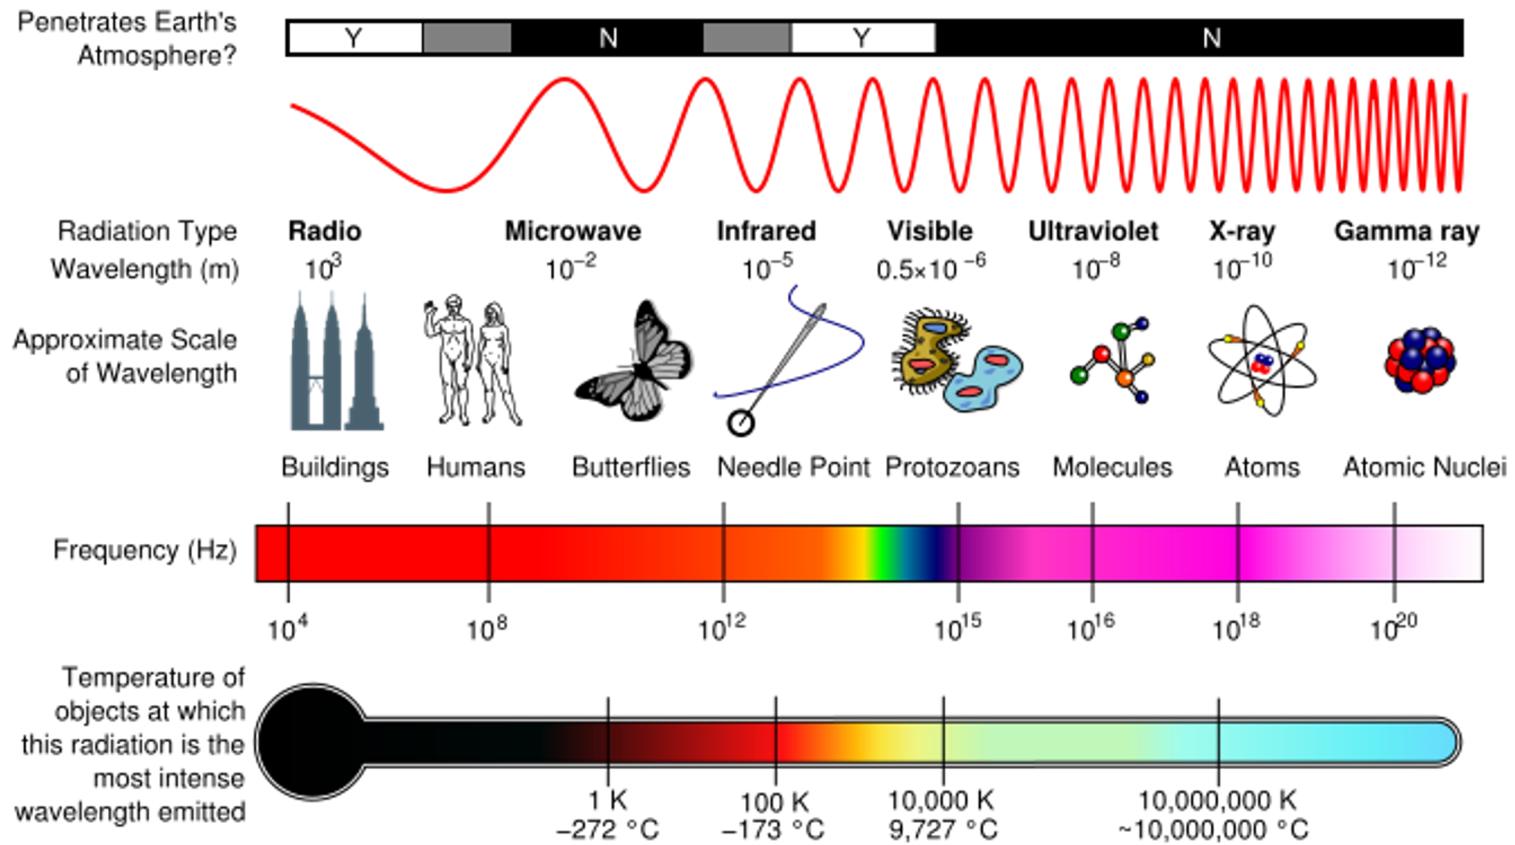 Penetrates Earth's
Atmosphere?
Y N Y N
Radiation Type
Radio Microwave Infrared Visible Ultraviolet X-ray Gamma ray
Wavelength (m)
10³ 10⁻² 10⁻⁵ 0.5×10⁻⁶ 10⁻⁸ 10⁻¹⁰ 10⁻¹²
Approximate Scale
of Wavelength
Buildings Humans Butterflies Needle Point Protozoans Molecules Atoms Atomic Nuclei
Frequency (Hz)
10⁴ 10⁸ 10¹² 10¹⁵ 10¹⁶ 10¹⁸ 10²⁰
Temperature of
objects at which
this radiation is the
most intense
wavelength emitted
1 K 100 K 10,000 K 10,000,000 K
−272 °C −173 °C 9,727 °C ~10,000,000 °C